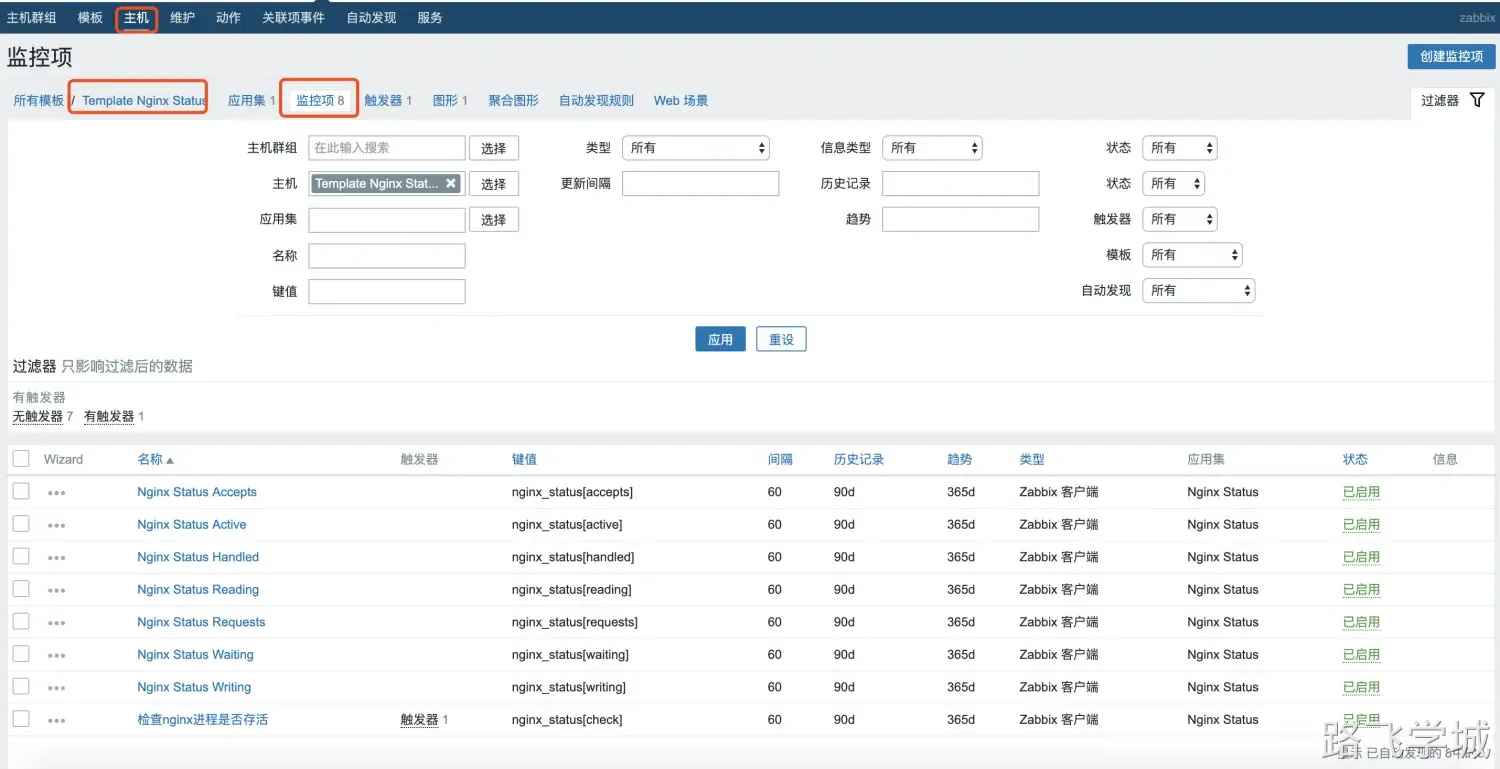 主机群组 模板 主机 维护 动作 关联项事件 自动发现 服务 zabbix
监控项 创建监控项
所有模板 / Template Nginx Status 应用集 1 监控项 8 触发器 1 图形 1 聚合图形 自动发现规则 Web 场景 过滤器
主机群组 在此输入搜索 选择 类型 所有 信息类型 所有 状态 所有
主机 Template Nginx Stat... 选择 更新间隔 历史记录 状态 所有
应用集 选择 趋势 触发器 所有
名称 模板 所有
键值 自动发现 所有
应用 重设
过滤器 只影响过滤后的数据
有触发器
无触发器 7 有触发器 1
Wizard 名称 触发器 键值 间隔 历史记录 趋势 类型 应用集 状态 信息
Nginx Status Accepts nginx_status[accepts] 60 90d 365d Zabbix 客户端 Nginx Status 已启用
Nginx Status Active nginx_status[active] 60 90d 365d Zabbix 客户端 Nginx Status 已启用
Nginx Status Handled nginx_status[handled] 60 90d 365d Zabbix 客户端 Nginx Status 已启用
Nginx Status Reading nginx_status[reading] 60 90d 365d Zabbix 客户端 Nginx Status 已启用
Nginx Status Requests nginx_status[requests] 60 90d 365d Zabbix 客户端 Nginx Status 已启用
Nginx Status Waiting nginx_status[waiting] 60 90d 365d Zabbix 客户端 Nginx Status 已启用
Nginx Status Writing nginx_status[writing] 60 90d 365d Zabbix 客户端 Nginx Status 已启用
检查nginx进程是否存活 触发器 1 nginx_status[check] 60 90d 365d Zabbix 客户端 Nginx Status 已启用
路飞学城
已自动发现的